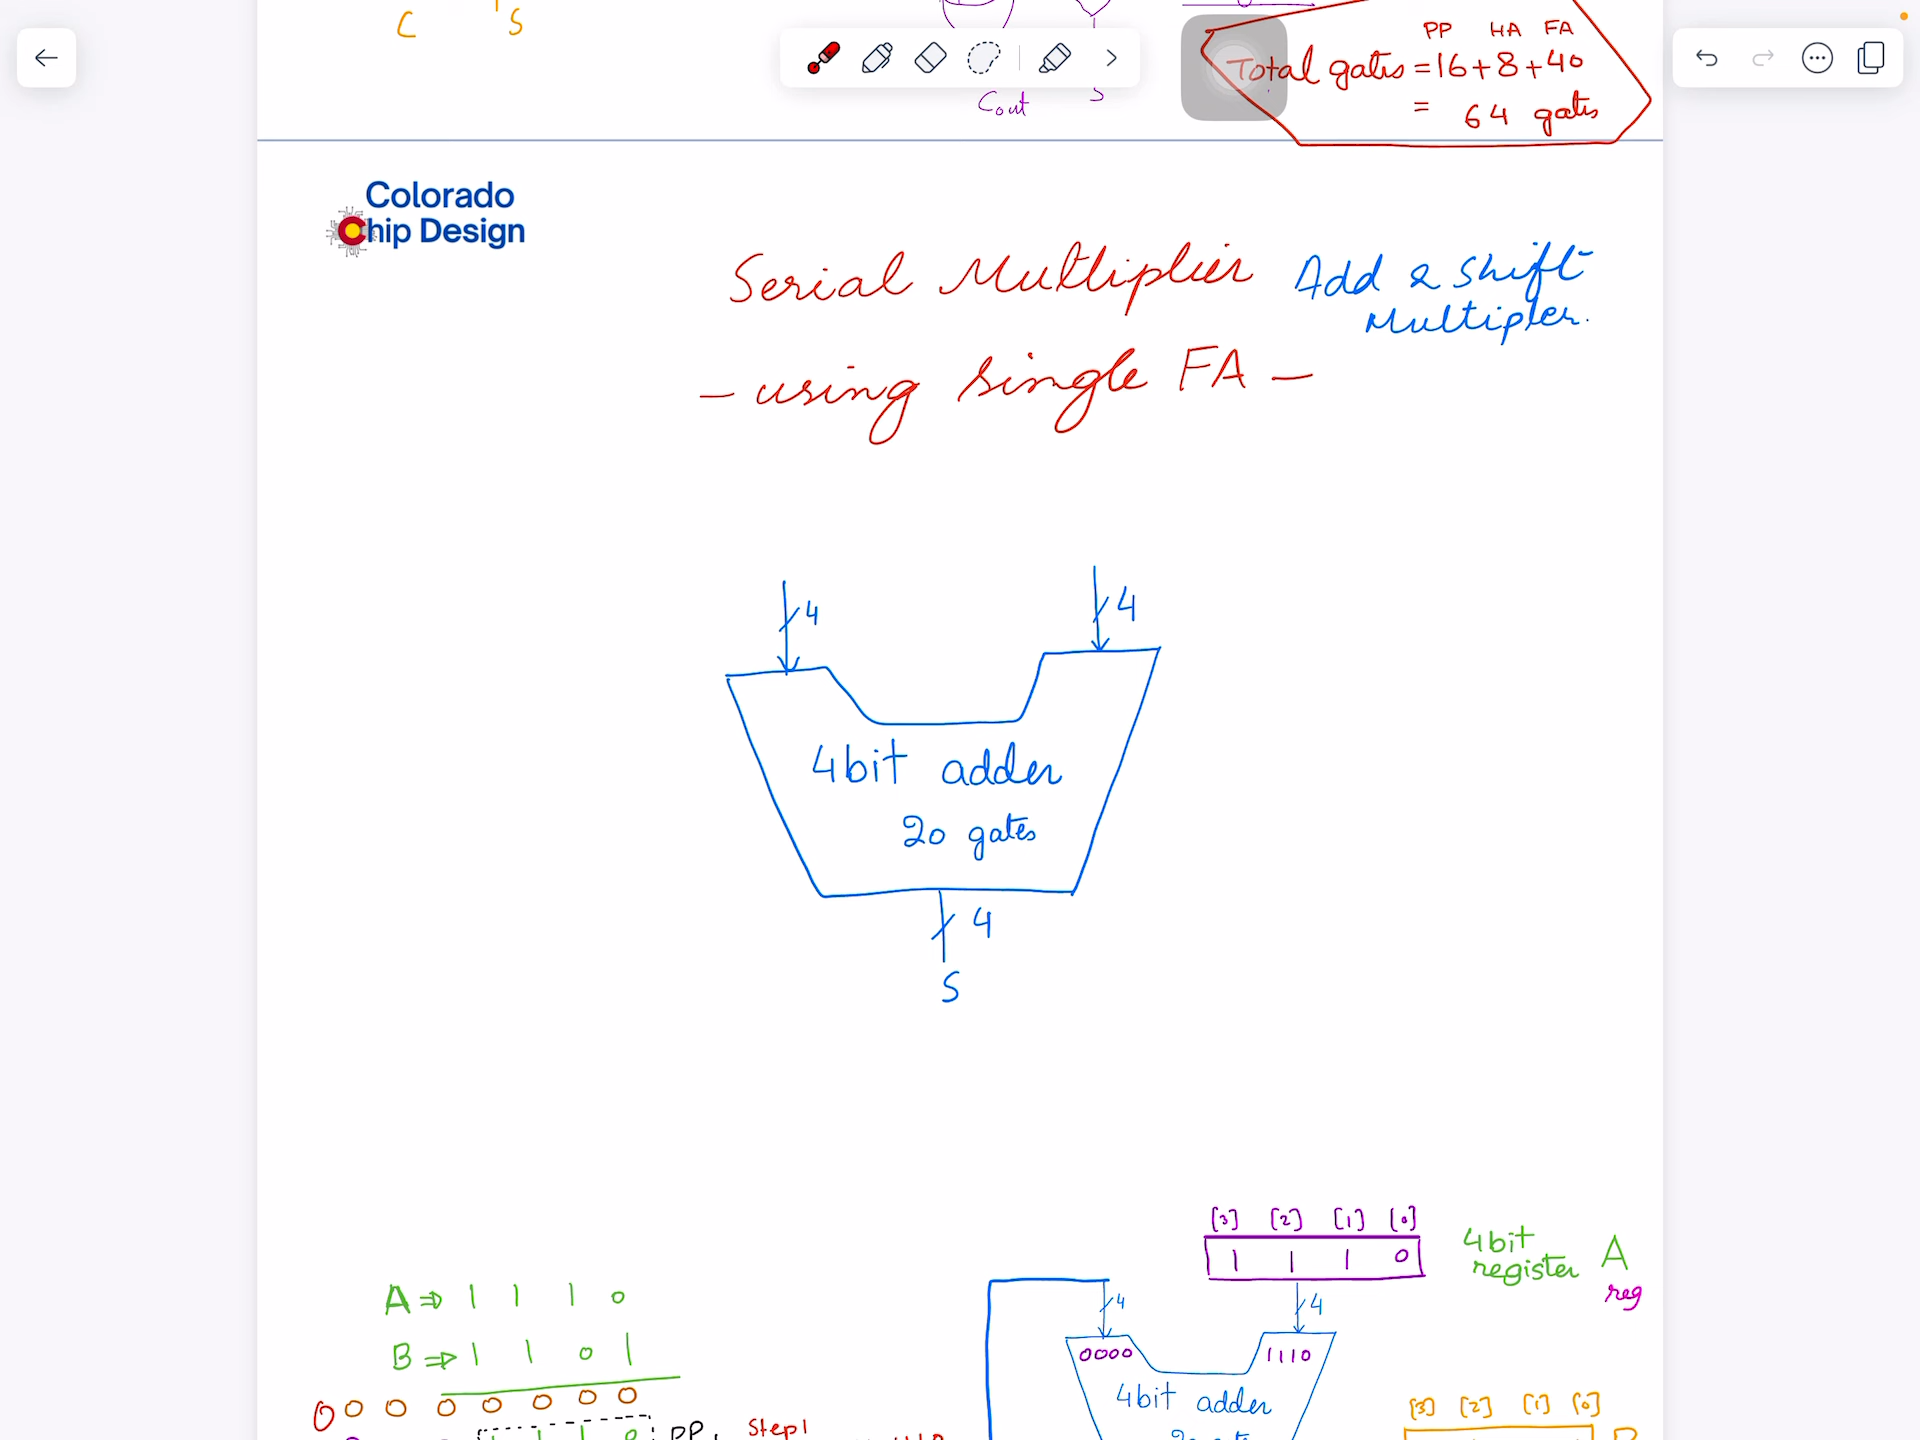 C S
PP HA FA
Total gates = 16 + 8 + 40
= 64 gates
Cout S
Colorado
Chip Design
Serial Multiplier Add & Shift
Multipler.
- using single FA -
4 4
4bit adder
20 gates
4
S
[3] [2] [1] [0]
1 1 1 0
4bit
register A
reg
A ⇒ 1 1 1 0
4 4
B ⇒ 1 1 0 1
0000 1110
4bit adder
0 0 0 0 0 0 0 0
[3] [2] [1] [0]
PP, Step1